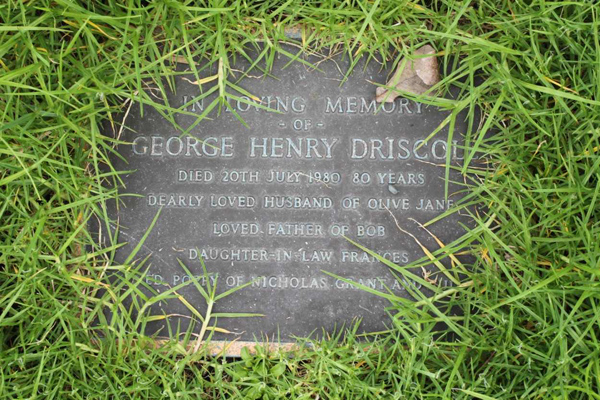 IN LOVING MEMORY
- OF -
GEORGE HENRY DRISCOL
DIED 20TH JULY 1980 80 YEARS
DEARLY LOVED HUSBAND OF OLIVE JANE
LOVED FATHER OF BOB
DAUGHTER-IN-LAW FRANCES
POPPY OF NICHOLAS GRANT AND